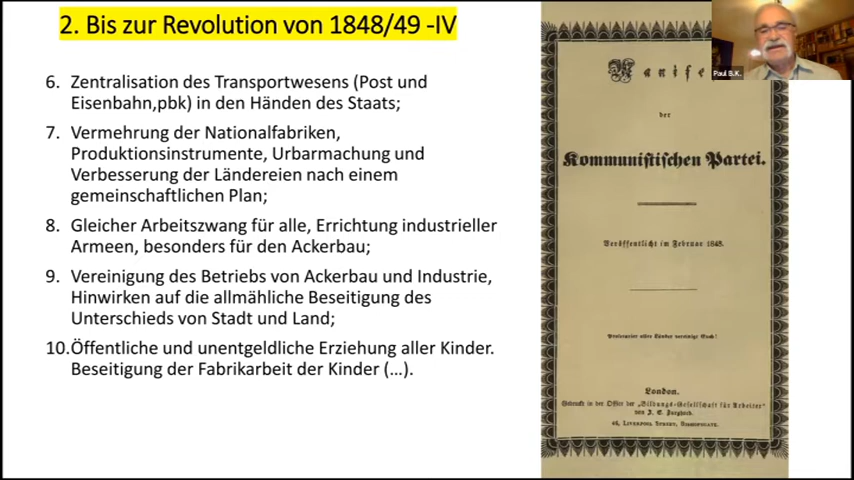 2. Bis zur Revolution von 1848/49 -IV
6. Zentralisation des Transportwesens (Post und
Eisenbahn,pbk) in den Händen des Staats;
7. Vermehrung der Nationalfabriken,
Produktionsinstrumente, Urbarmachung und
Verbesserung der Ländereien nach einem
gemeinschaftlichen Plan;
8. Gleicher Arbeitszwang für alle, Errichtung industrieller
Armeen, besonders für den Ackerbau;
9. Vereinigung des Betriebs von Ackerbau und Industrie,
Hinwirken auf die allmähliche Beseitigung des
Unterschieds von Stadt und Land;
10.Öffentliche und unentgeldliche Erziehung aller Kinder.
Beseitigung der Fabrikarbeit der Kinder (...).
Paul B.K.
Manife
der
Kommunistischen Partei.
Veröffentlicht im Februar 1848.
Proletarier aller Länder vereinigt Euch!
London.
Gedruckt in der Office der „Bildungs-Gesellschaft für Arbeiter"
von J. E. Burghard.
46, LIVERPOOL STREET, BISHOPSGATE.